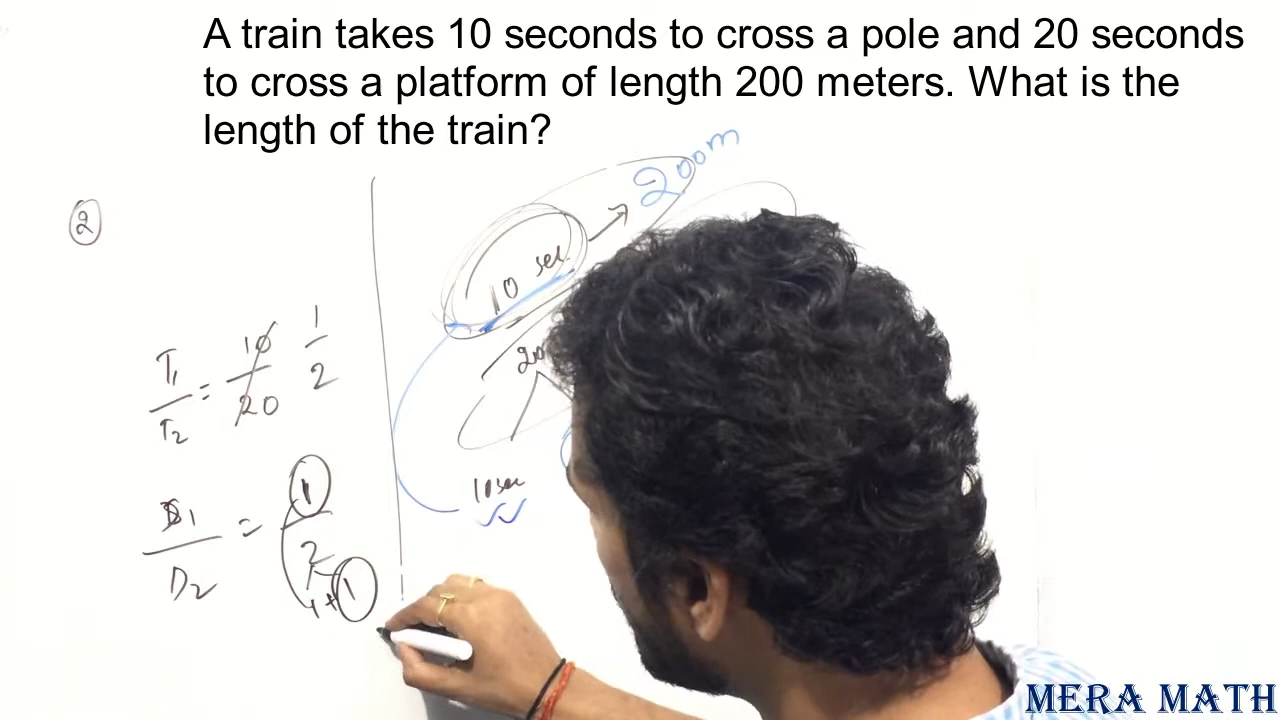 A train takes 10 seconds to cross a pole and 20 seconds
to cross a platform of length 200 meters. What is the
length of the train?
200m
2
10 sec
T1/T2 = 10/20 1/2
20
10sec
D1/D2 = 1/2
1+1
MERA MATH